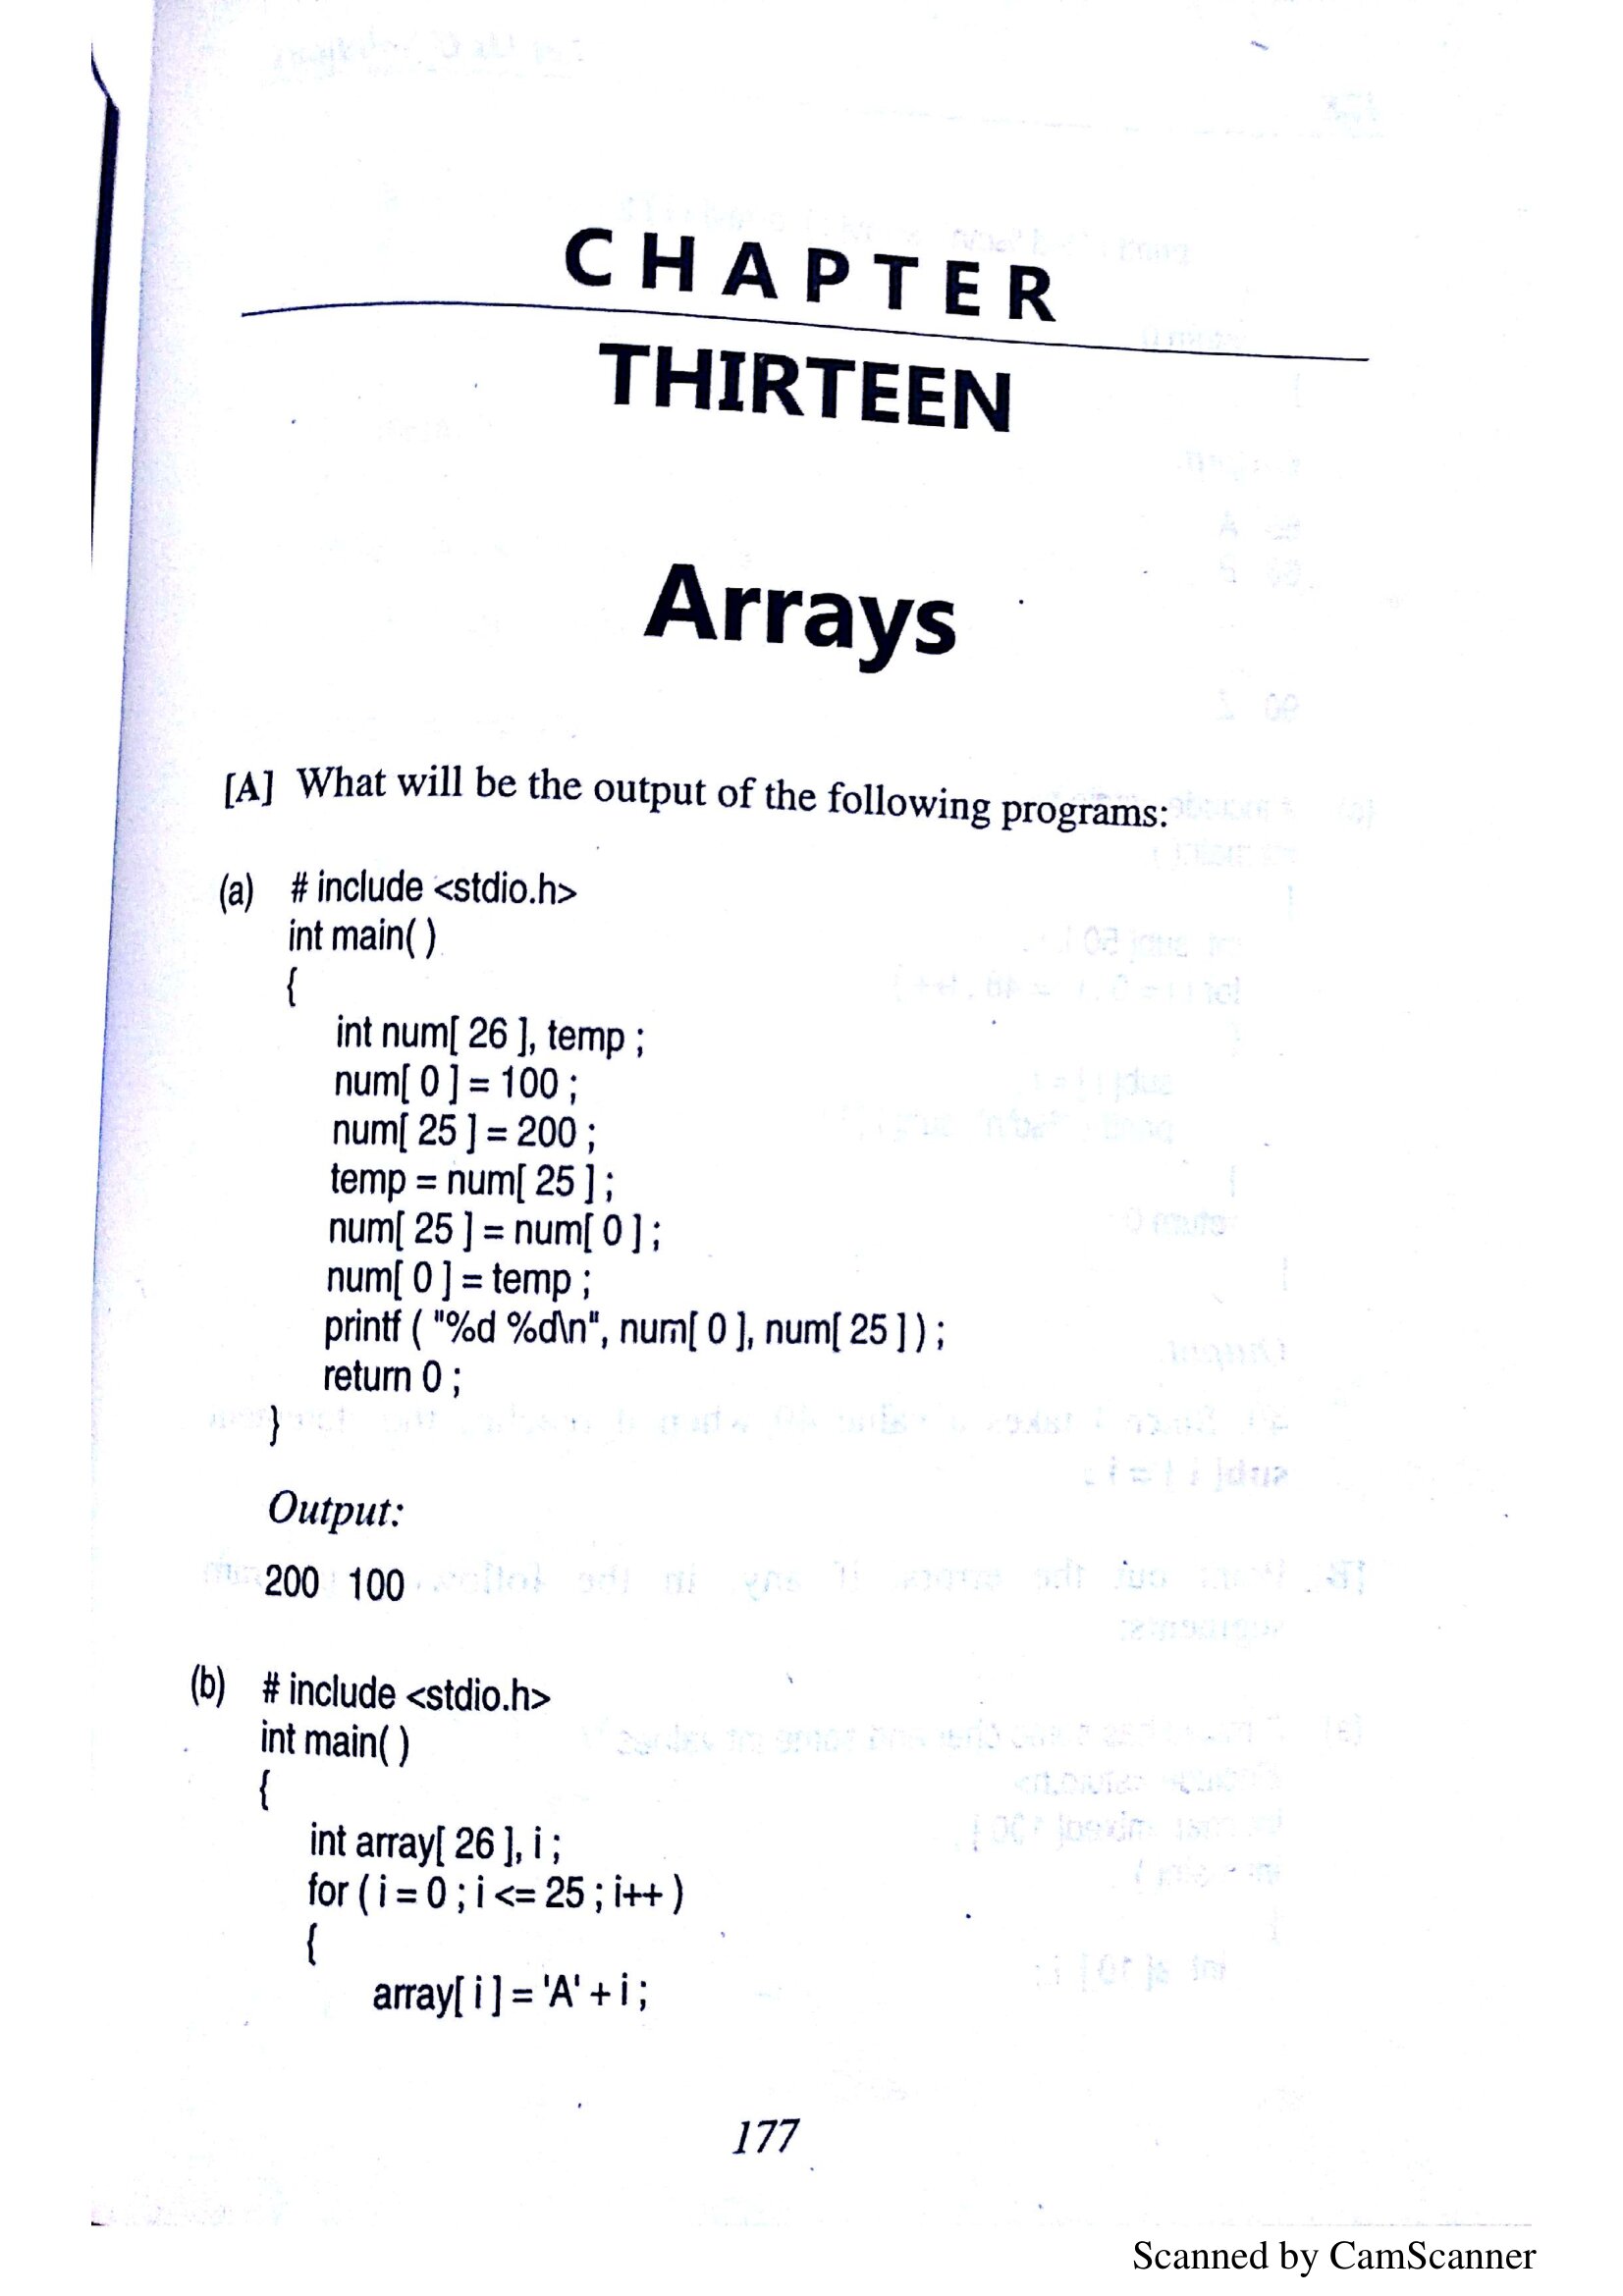 CHAPTER
THIRTEEN
Arrays
[A] What will be the output of the following programs:
(a) # include <stdio.h>
int main( )
{
int num[ 26 ], temp ;
num[ 0 ] = 100 ;
num[ 25 ] = 200 ;
temp = num[ 25 ] ;
num[ 25 ] = num[ 0 ] ;
num[ 0 ] = temp ;
printf ( "%d %d\n", num[ 0 ], num[ 25 ] ) ;
return 0 ;
}
Output:
200 100
(b) # include <stdio.h>
int main( )
{
int array[ 26 ], i ;
for ( i = 0 ; i <= 25 ; i++ )
{
array[ i ] = 'A' + i ;
177
Scanned by CamScanner